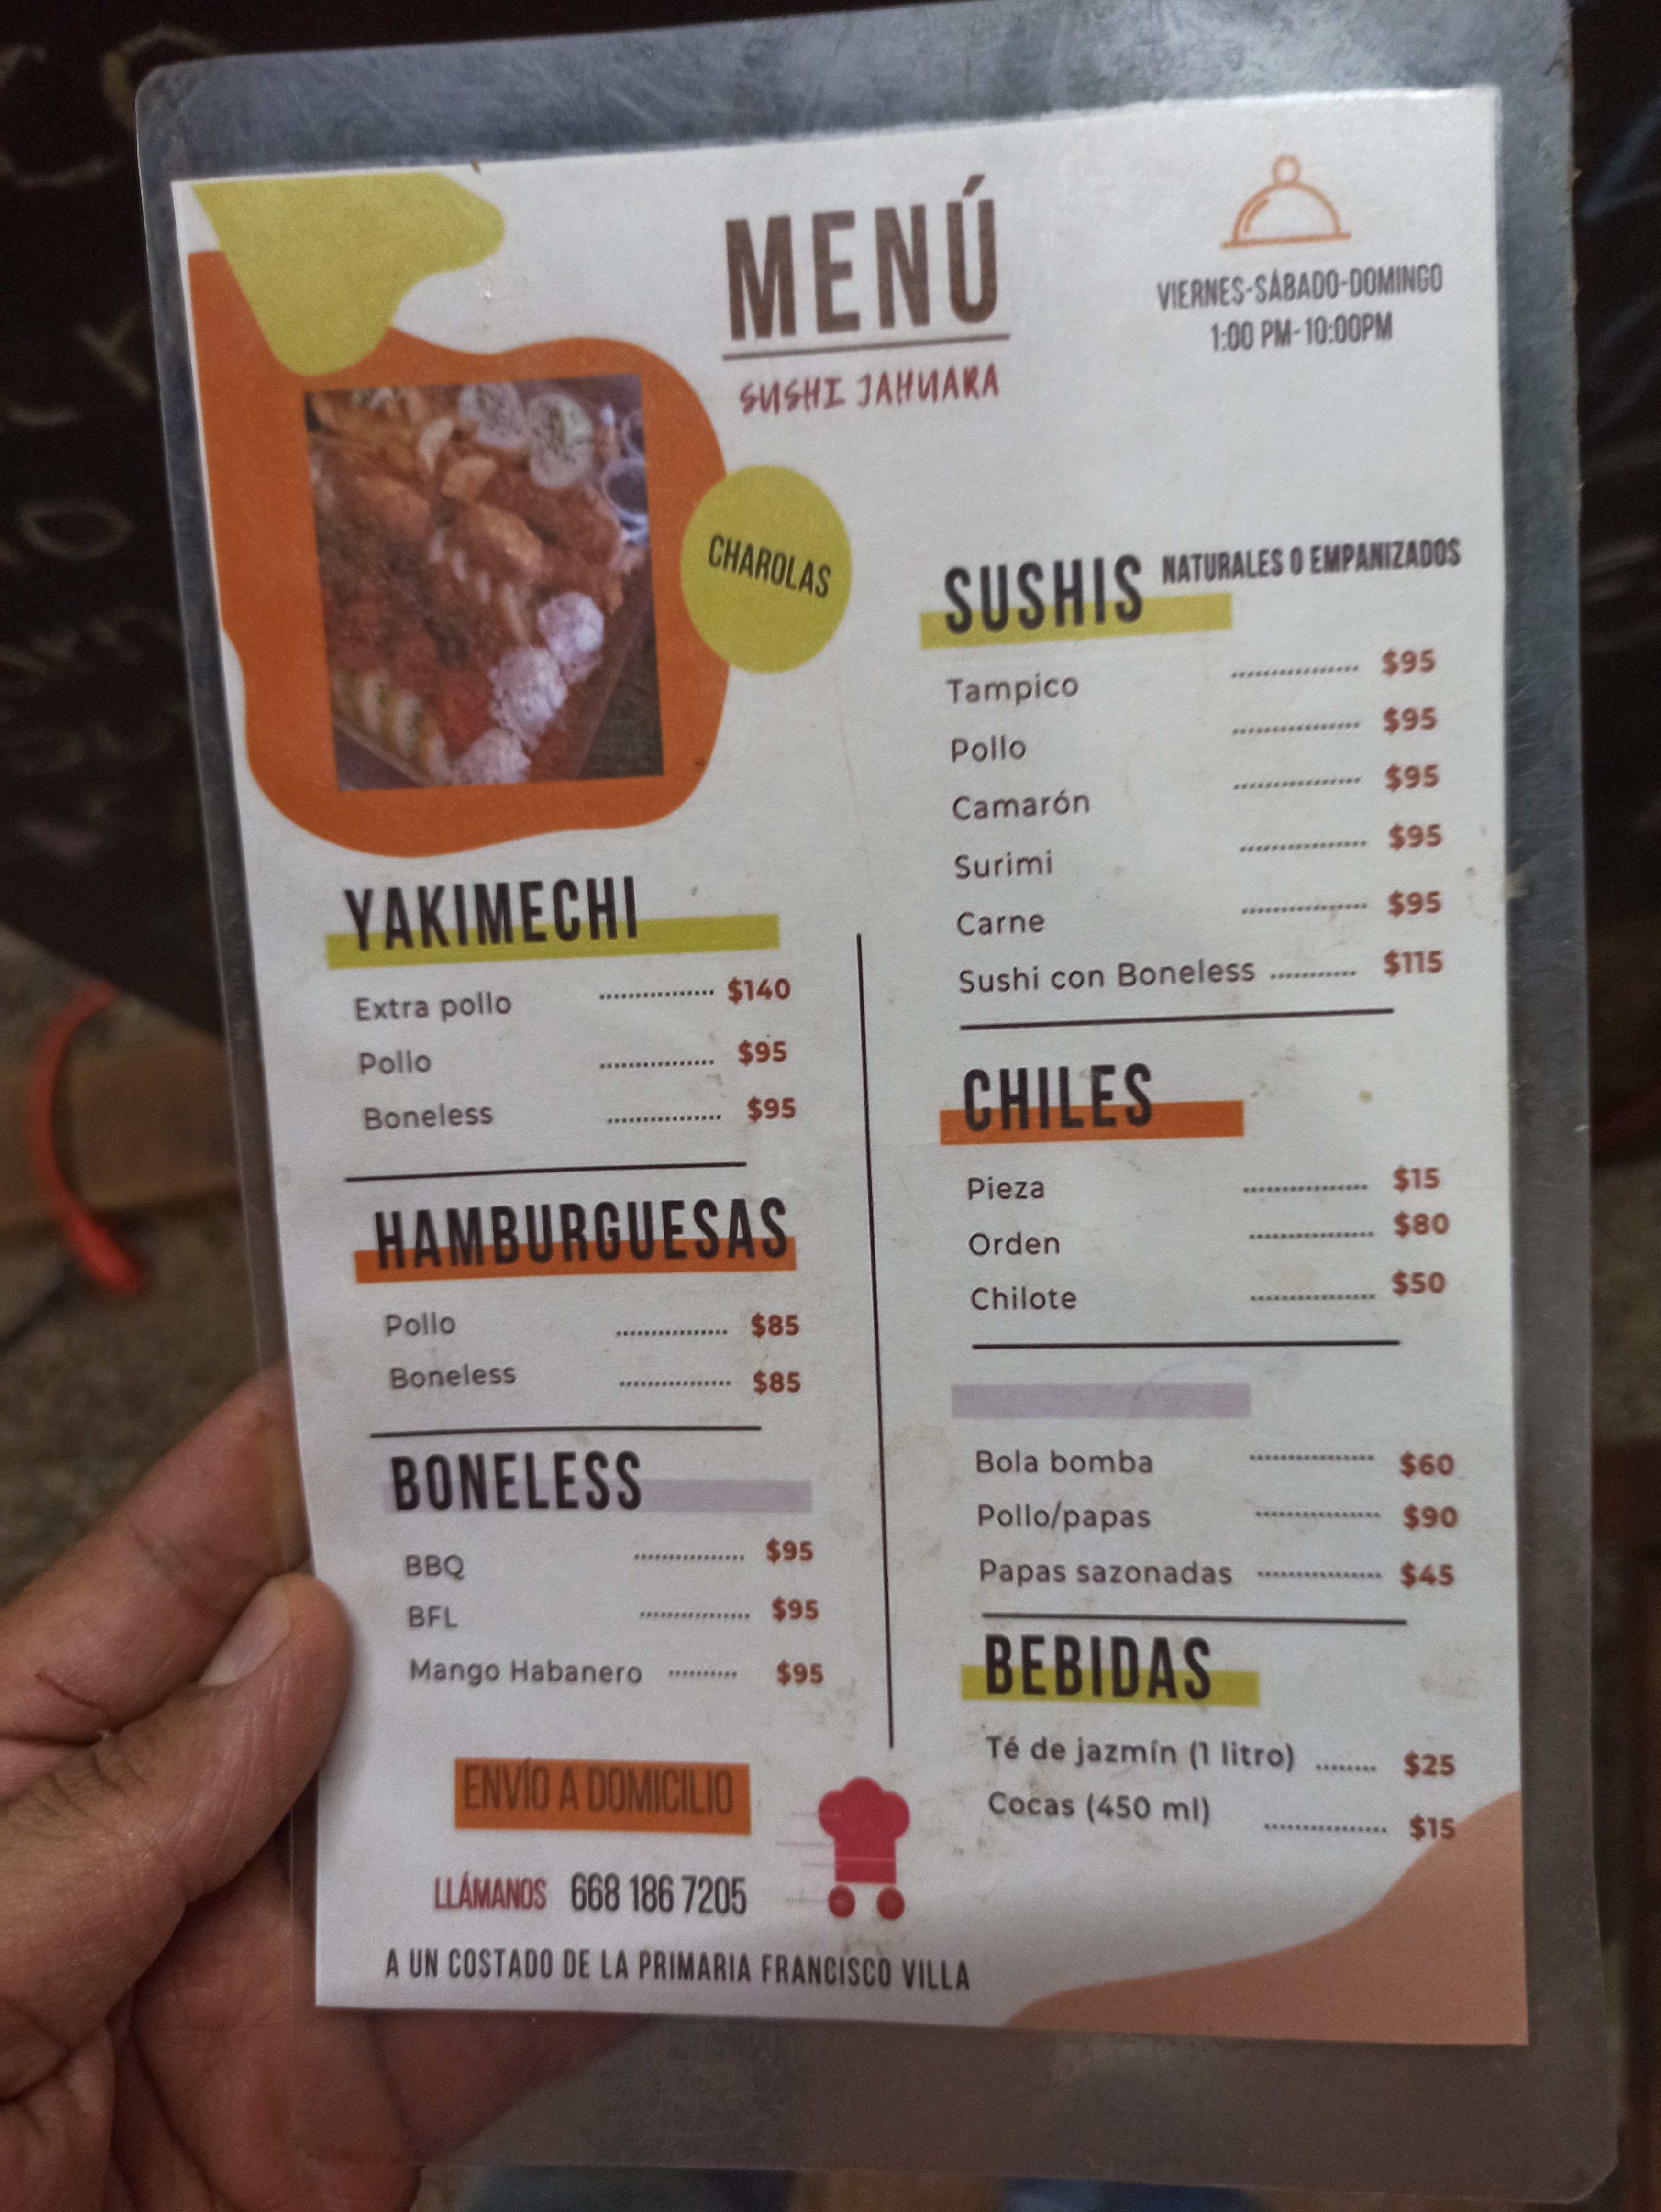 MENÚ
SUSHI JAHUARA
VIERNES-SÁBADO-DOMINGO
1:00 PM-10:00PM
CHAROLAS
YAKIMECHI
Extra pollo ................ $140
Pollo ................ $95
Boneless ................ $95
HAMBURGUESAS
Pollo ................ $85
Boneless ................ $85
BONELESS
BBQ ................ $95
BFL ................ $95
Mango Habanero .......... $95
ENVÍO A DOMICILIO
LLÁMANOS 668 186 7205
A UN COSTADO DE LA PRIMARIA FRANCISCO VILLA
SUSHIS NATURALES O EMPANIZADOS
Tampico ................ $95
Pollo ................ $95
Camarón ................ $95
Surimi ................ $95
Carne ................ $95
Sushi con Boneless ........... $115
CHILES
Pieza ................ $15
Orden ................ $80
Chilote ................ $50
Bola bomba ................ $60
Pollo/papas ................ $90
Papas sazonadas ................ $45
BEBIDAS
Té de jazmín (1 litro) ........ $25
Cocas (450 ml) ................ $15